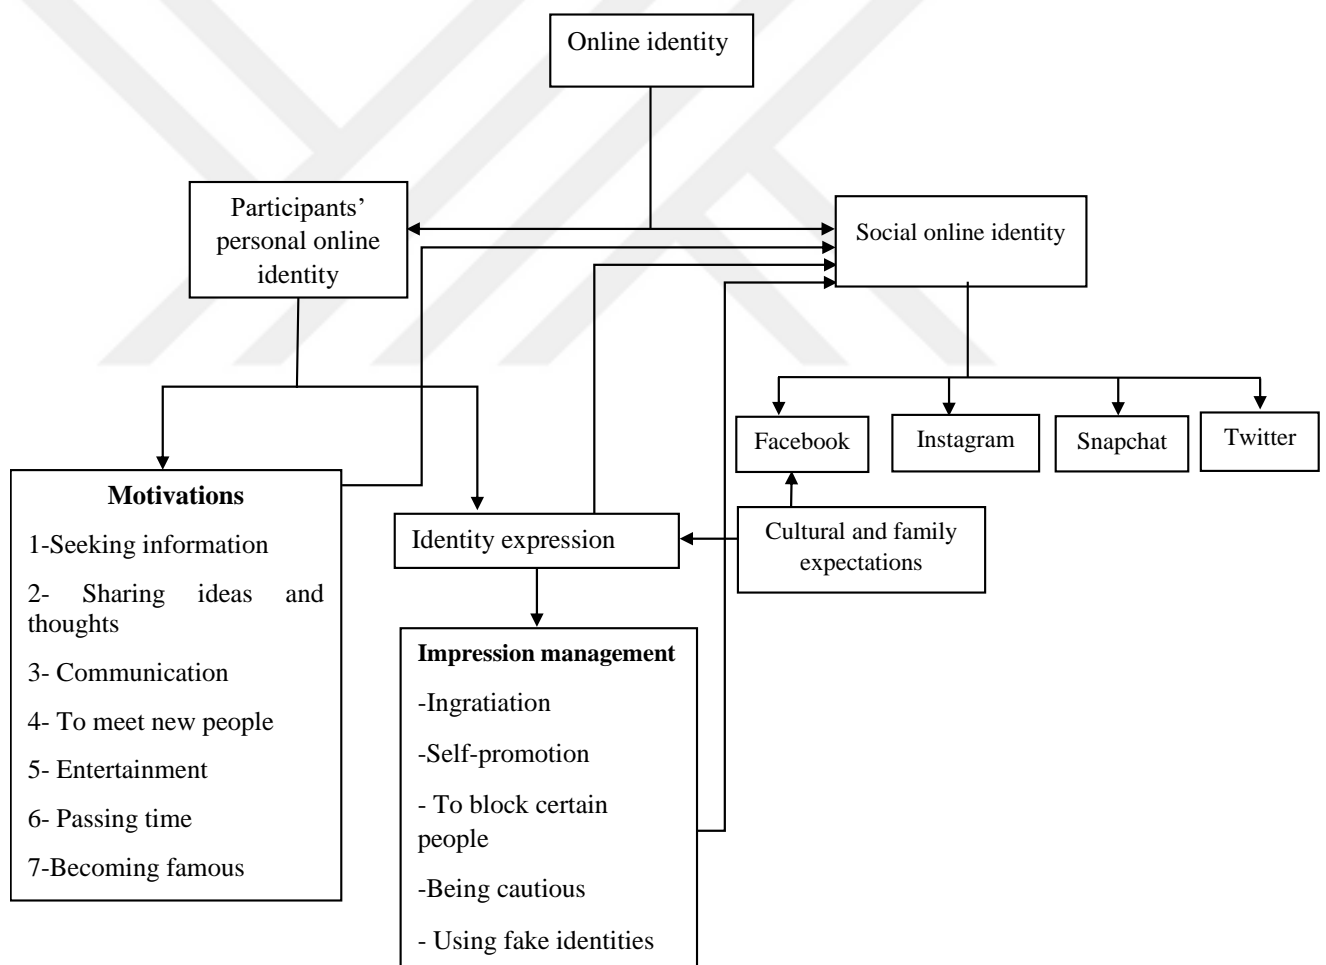 Online identity
Participants’
personal online
identity
Social online identity
Facebook
Instagram
Snapchat
Twitter
Motivations
1-Seeking information
2- Sharing ideas and
thoughts
3- Communication
4- To meet new people
5- Entertainment
6- Passing time
7-Becoming famous
Identity expression
Cultural and family
expectations
Impression management
-Ingratiation
-Self-promotion
- To block certain
people
-Being cautious
- Using fake identities